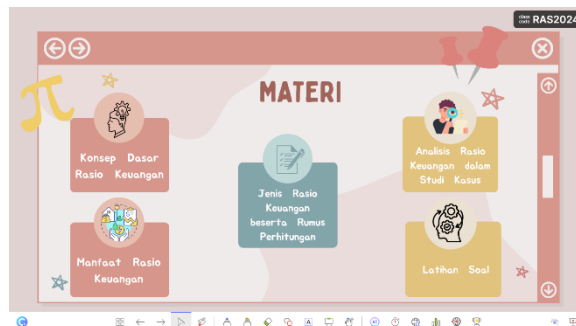 class code RAS2024
MATERI
Konsep Dasar
Rasio Keuangan
Manfaat Rasio
Keuangan
Jenis Rasio
Keuangan
beserta Rumus
Perhitungan
Analisis Rasio
Keuangan dalam
Studi Kasus
Latihan Soal